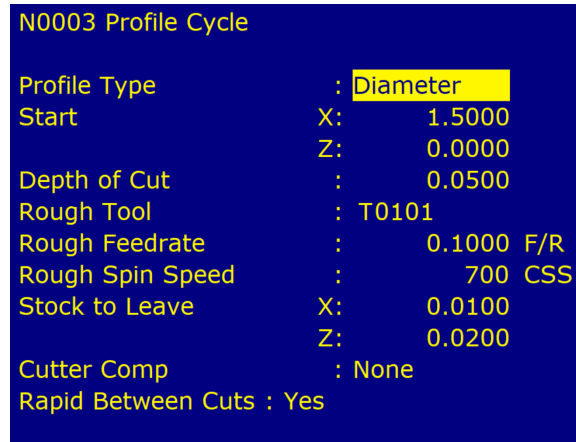 N0003 Profile Cycle
Profile Type : Diameter
Start X: 1.5000
Z: 0.0000
Depth of Cut : 0.0500
Rough Tool : T0101
Rough Feedrate : 0.1000 F/R
Rough Spin Speed : 700 CSS
Stock to Leave X: 0.0100
Z: 0.0200
Cutter Comp : None
Rapid Between Cuts : Yes